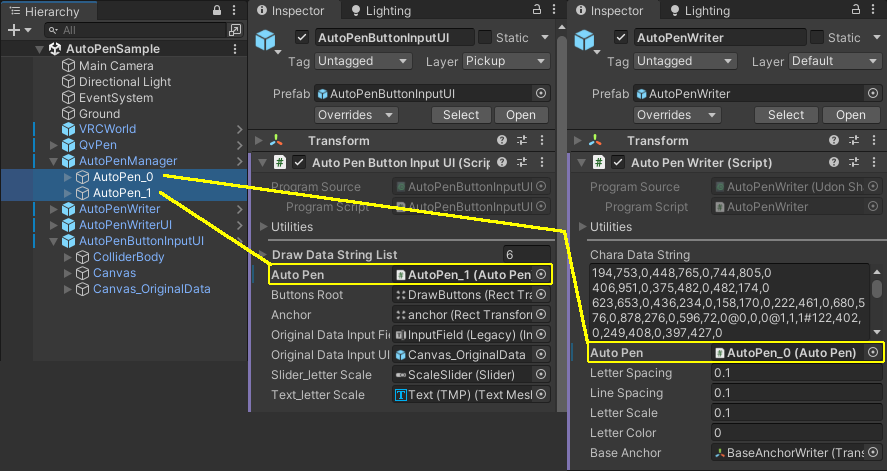 Hierarchy
All
AutoPenSample
Main Camera
Directional Light
EventSystem
Ground
VRCWorld
QvPen
AutoPenManager
AutoPen_0
AutoPen_1
AutoPenWriter
AutoPenWriterUI
AutoPenButtonInputUI
ColliderBody
Canvas
Canvas_OriginalData
Inspector
Lighting
AutoPenButtonInputUI
Static
Tag Untagged Layer Pickup
Prefab AutoPenButtonInputUI
Overrides Select Open
Transform
Auto Pen Button Input UI (Scrip
Program Source AutoPenButtonInputUI
Program Script AutoPenButtonInputUI
Utilities
Draw Data String List 6
Auto Pen AutoPen_1 (Auto Pen
Buttons Root DrawButtons (Rect Tra
Anchor anchor (Rect Transform
Original Data Input Fie InputField (Legacy) (In
Original Data Input UI Canvas_OriginalData
Slider_letter Scale ScaleSlider (Slider)
Text_letter Scale Text (TMP) (Text Mesl
Inspector
Lighting
AutoPenWriter
Static
Tag Untagged Layer Default
Prefab AutoPenWriter
Overrides Select Open
Transform
Auto Pen Writer (Script)
Program Source AutoPenWriter (Udon Sha
Program Script AutoPenWriter
Utilities
Chara Data String
194,753,0,448,765,0,744,805,0
406,951,0,375,482,0,482,174,0
623,653,0,436,234,0,158,170,0,222,461,0,680,5
76,0,878,276,0,596,72,0@0,0,0@1,1,1#122,402,
0,249,408,0,397,427,0
Auto Pen AutoPen_0 (Auto Pen)
Letter Spacing 0.1
Line Spacing 0.1
Letter Scale 0.1
Letter Color 0
Base Anchor BaseAnchorWriter (Trans